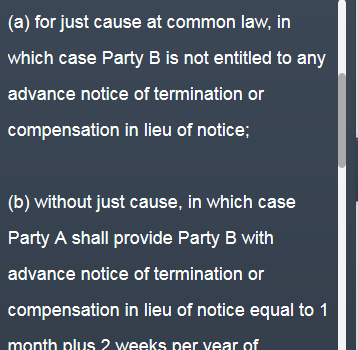 (a) for just cause at common law, in
which case Party B is not entitled to any
advance notice of termination or
compensation in lieu of notice;
(b) without just cause, in which case
Party A shall provide Party B with
advance notice of termination or
compensation in lieu of notice equal to 1
month plus 2 weeks per year of